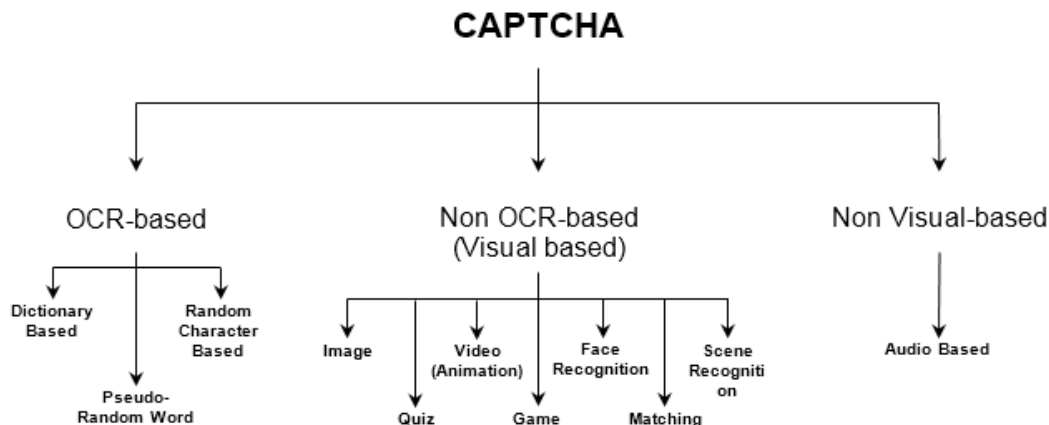 CAPTCHA
OCR-based
Non OCR-based
(Visual based)
Non Visual-based
Dictionary
Based
Random
Character
Based
Pseudo-
Random Word
Image
Video
(Animation)
Face
Recognition
Scene
Recogniti
on
Quiz
Game
Matching
Audio Based